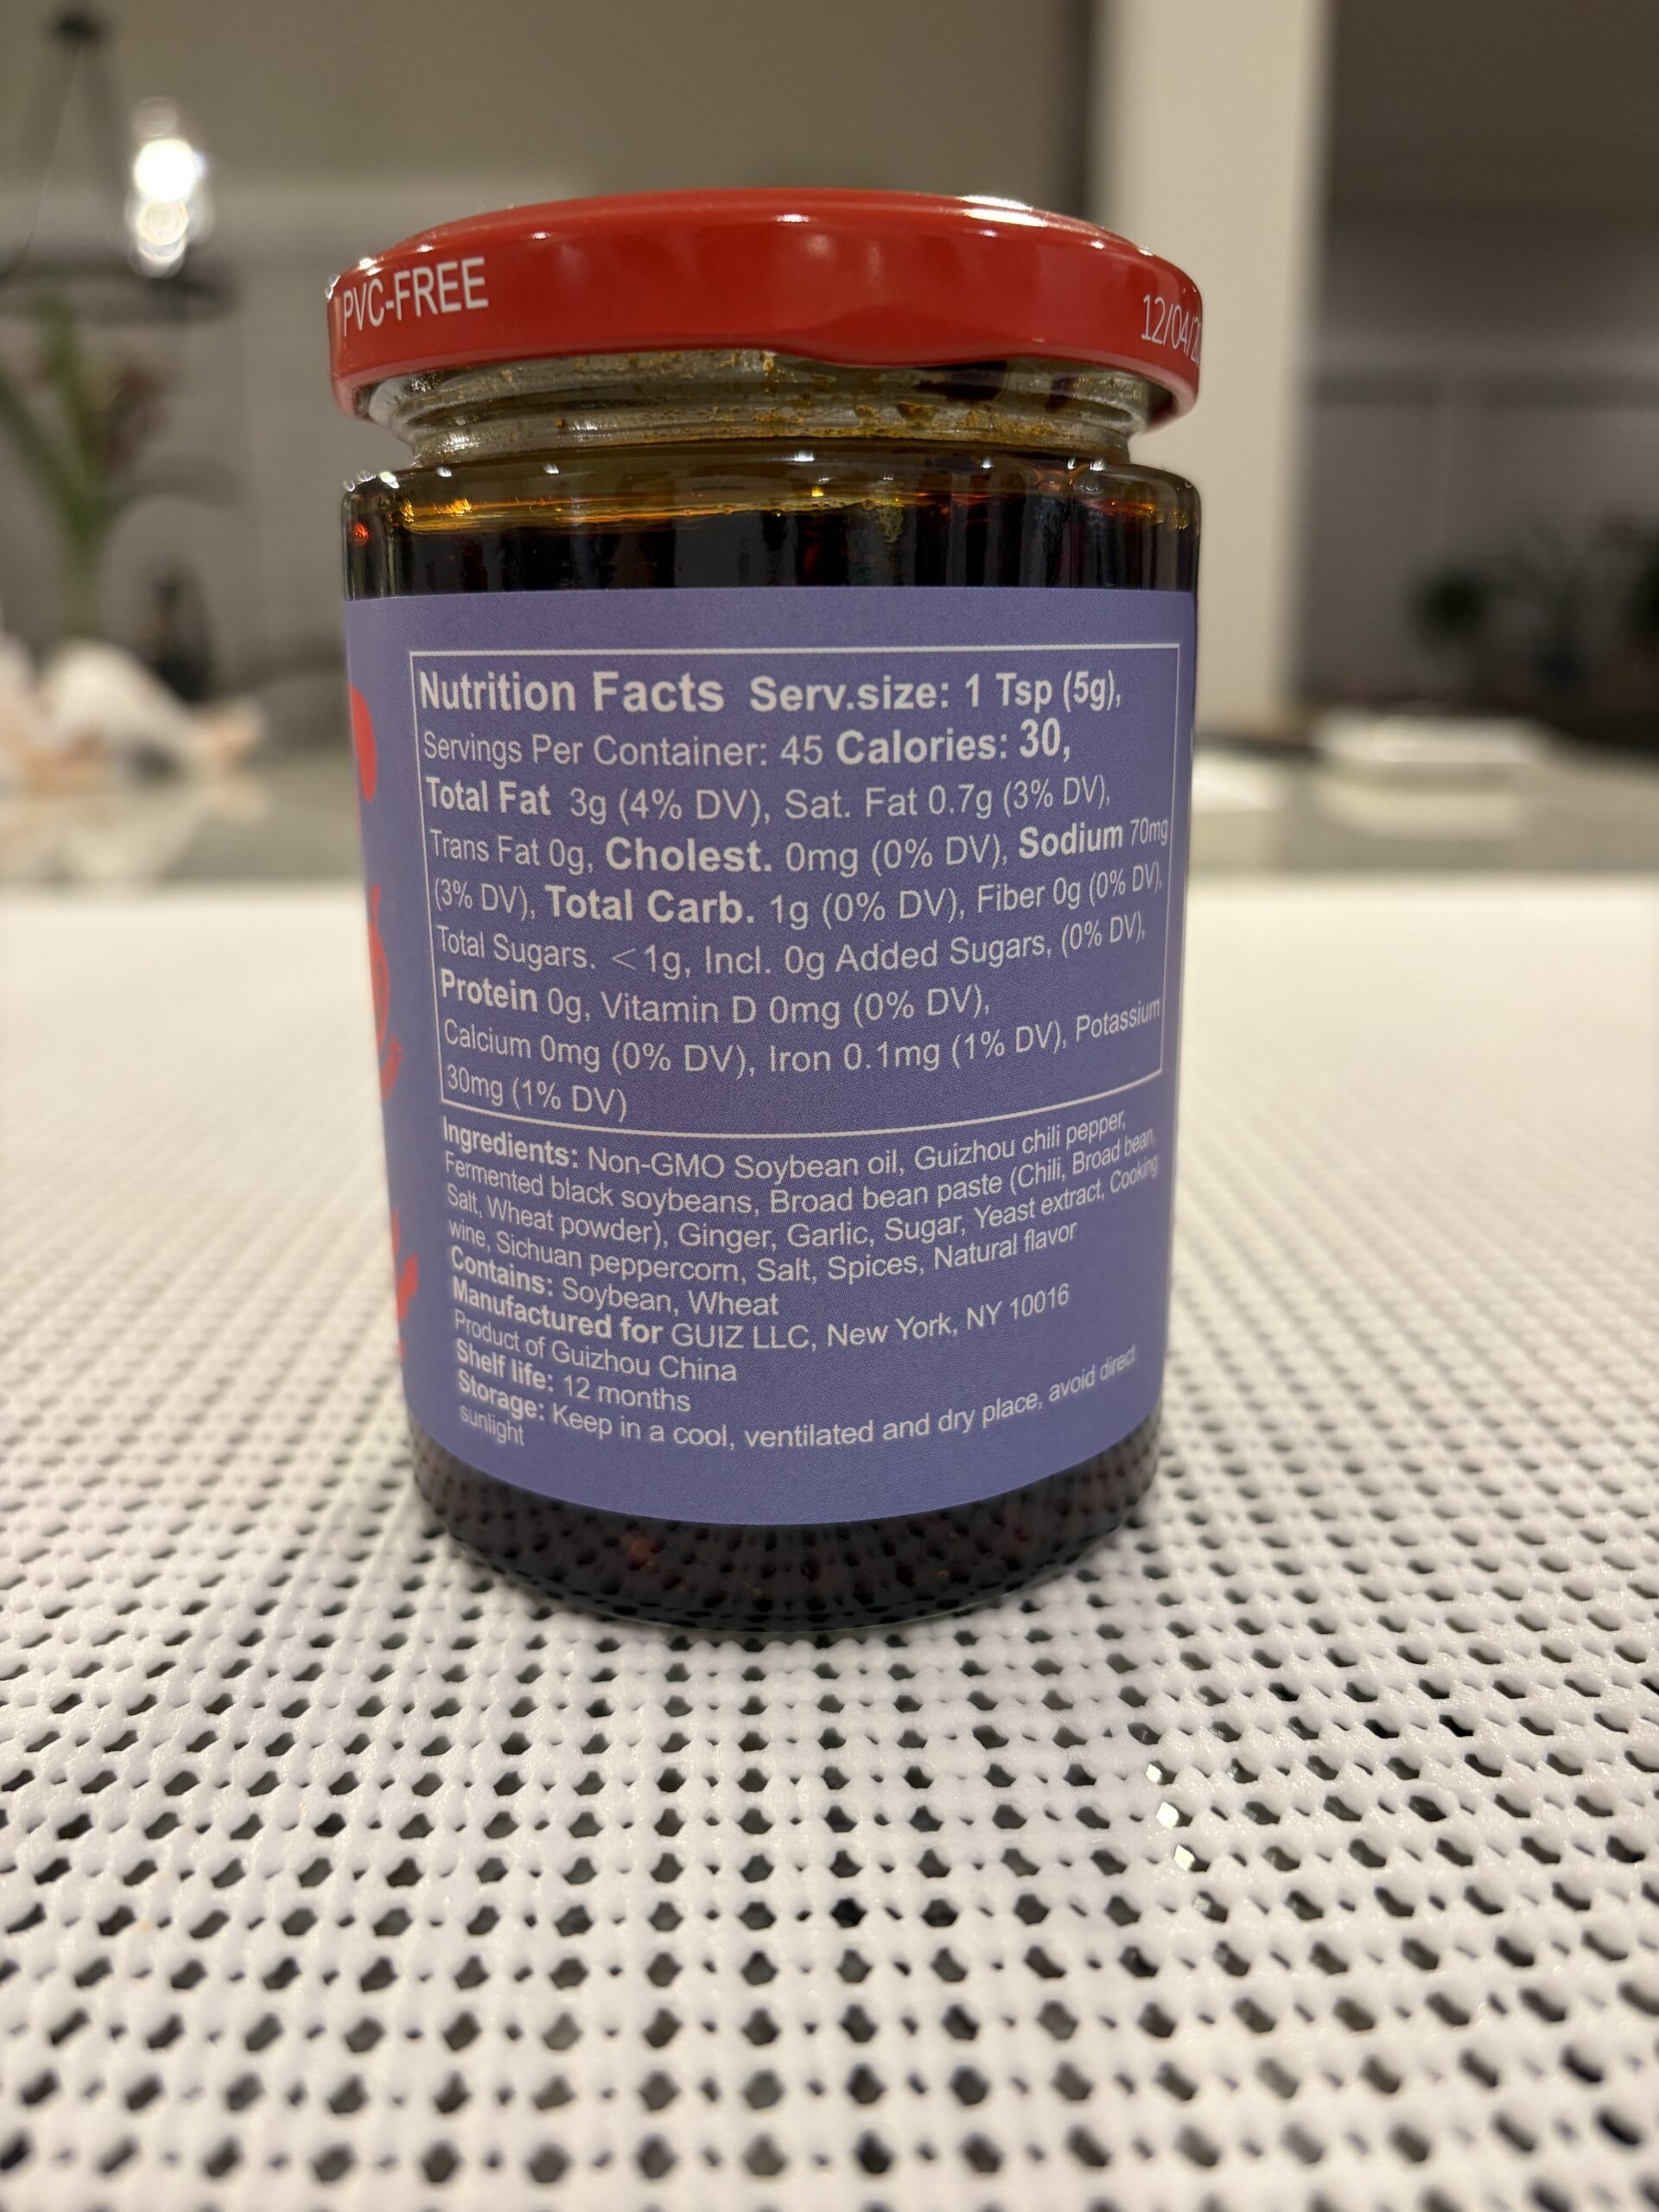 PVC-FREE
12/04/2
Nutrition Facts Serv.size: 1 Tsp (5g),
Servings Per Container: 45 Calories: 30,
Total Fat 3g (4% DV), Sat. Fat 0.7g (3% DV),
Trans Fat 0g, Cholest. 0mg (0% DV), Sodium 70mg
(3% DV), Total Carb. 1g (0% DV), Fiber 0g (0% DV),
Total Sugars. <1g, Incl. 0g Added Sugars, (0% DV),
Protein 0g, Vitamin D 0mg (0% DV),
Calcium 0mg (0% DV), Iron 0.1mg (1% DV), Potassium
30mg (1% DV)
Ingredients: Non-GMO Soybean oil, Guizhou chili pepper,
Fermented black soybeans, Broad bean paste (Chili, Broad bean,
Salt, Wheat powder), Ginger, Garlic, Sugar, Yeast extract, Cooking
wine, Sichuan peppercorn, Salt, Spices, Natural flavor
Contains: Soybean, Wheat
Manufactured for GUIZ LLC, New York, NY 10016
Product of Guizhou China
Shelf life: 12 months
Storage: Keep in a cool, ventilated and dry place, avoid direct
sunlight